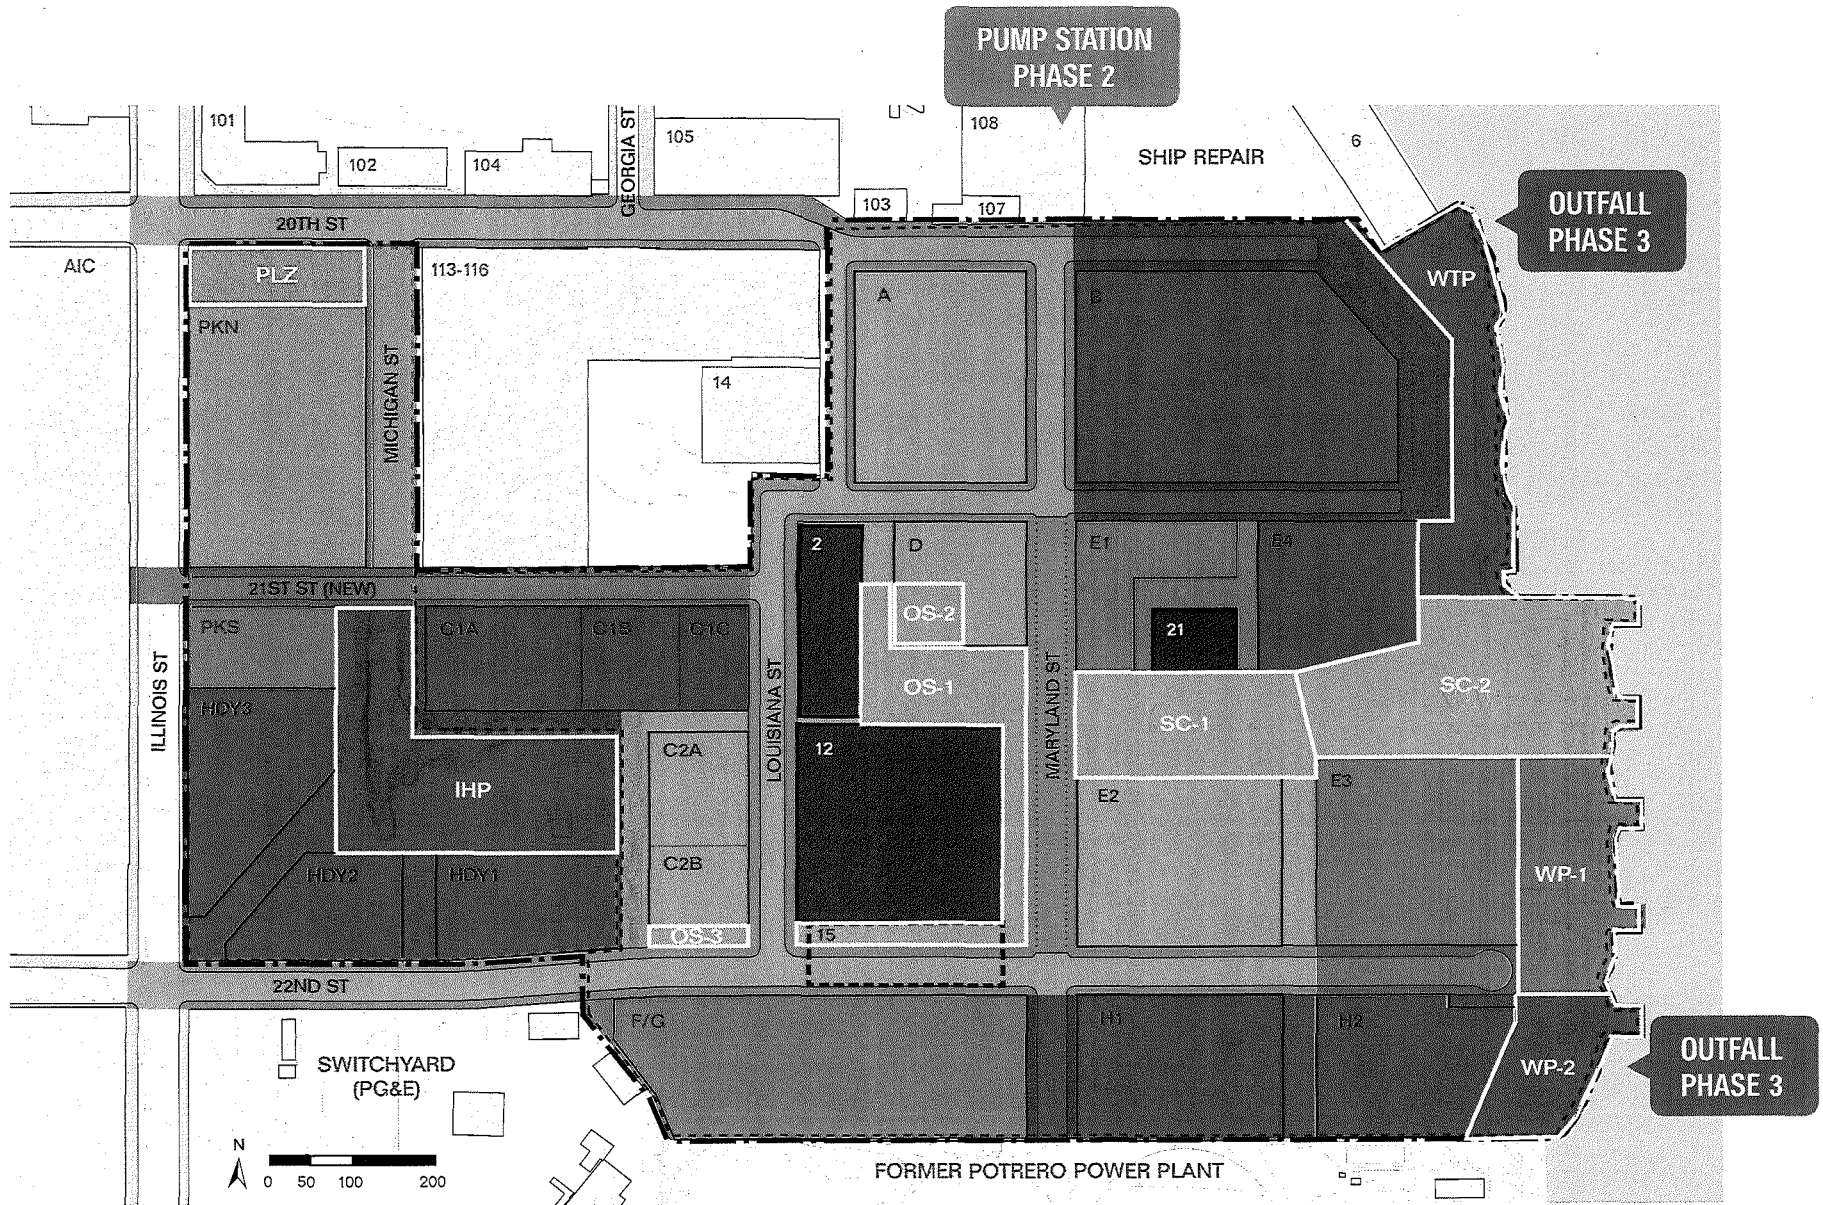 PUMP STATION
PHASE 2
101
102
104
GEORGIA ST
105
108
SHIP REPAIR
6
103
107
OUTFALL
PHASE 3
20TH ST
AIC
PLZ
113-116
WTP
A
B
PKN
MICHIGAN ST
14
2
D
E1
E4
21ST ST (NEW)
OS-2
PKS
C1A
C1B
C1C
21
ILLINOIS ST
LOUISIANA ST
OS-1
MARYLAND ST
SC-2
HDY3
SC-1
C2A
12
IHP
E2
E3
C2B
HDY2
HDY1
WP-1
OS-3
15
22ND ST
F/G
H1
H2
SWITCHYARD
(PG&E)
WP-2
OUTFALL
PHASE 3
N
0 50 100 200
FORMER POTRERO POWER PLANT